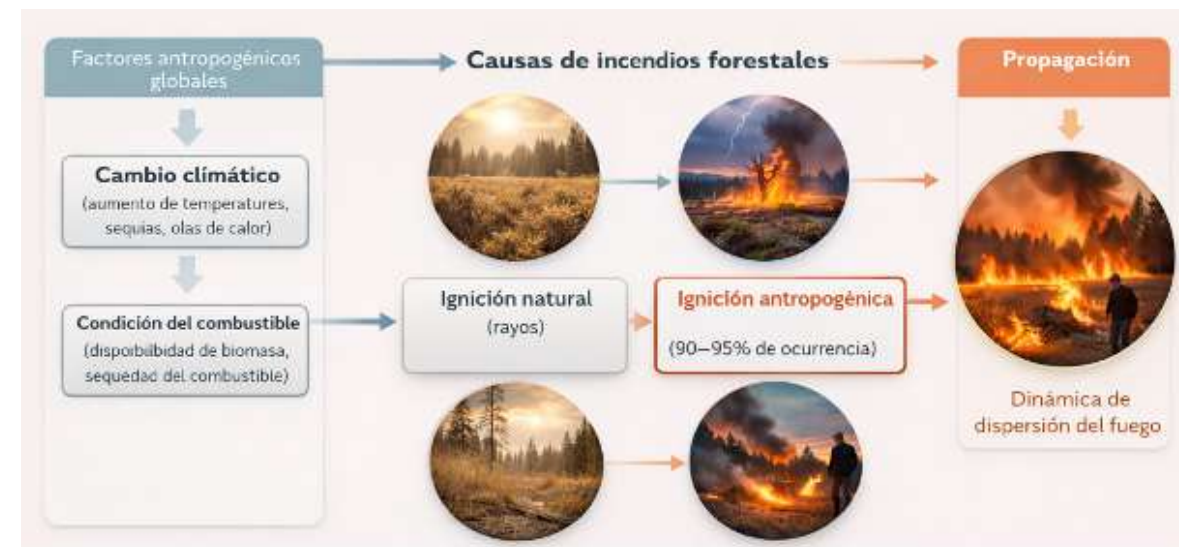 Factores antropogénicos
globales
Causas de incendios forestales
Propagación
Cambio clímático
(aumento de temperatures,
sequias, olas de calor)
Condición del combustible
(disporbilbidad de biomasa,
sequedad del combustible)
Ignición natural
(rayos)
Ignición antropogénica
(90–95% de ocurrencia)
Dinámica de
dispersión del fuego